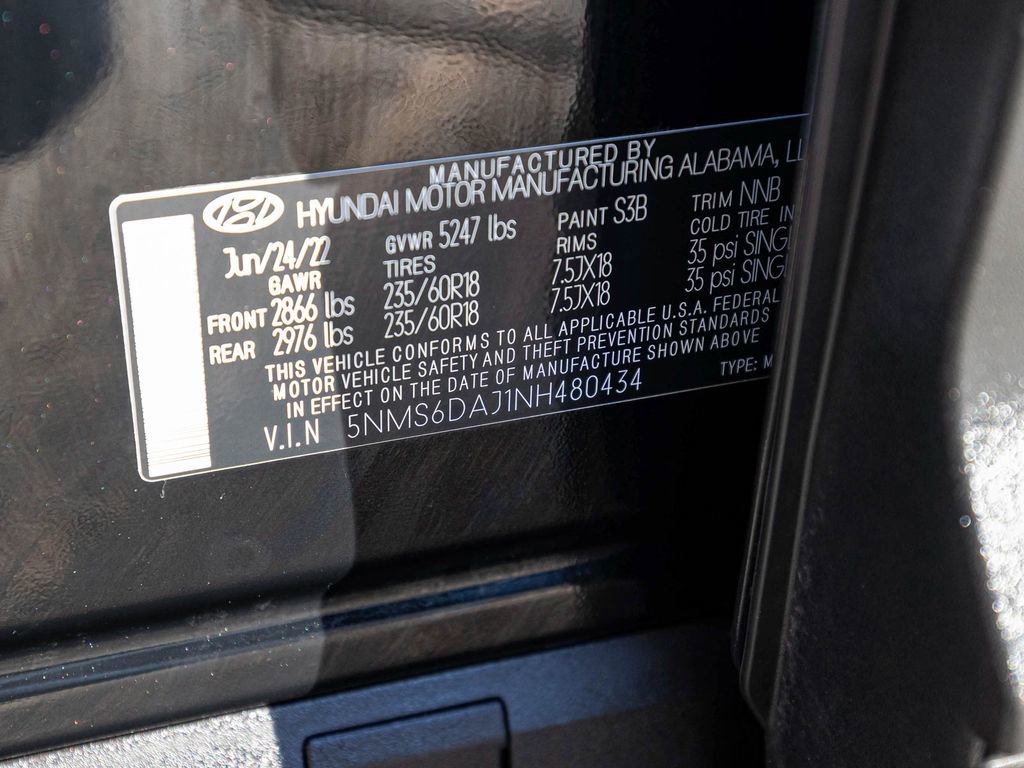 MANUFACTURED BY
HYUNDAI MOTOR MANUFACTURING ALABAMA,
Jun/24/22 GVWR 5247 lbs PAINT S3B TRIM NNB
GAWR TIRES RIMS COLD TIRE
FRONT 2866 lbs 235/60R18 7.5JX18 35 psi
REAR 2976 lbs 235/60R18 7.5JX18 35 psi
THIS VEHICLE CONFORMS TO ALL APPLICABLE U.S.A. FEDERAL
MOTOR VEHICLE SAFETY AND THEFT PREVENTION STANDARDS
IN EFFECT ON THE DATE OF MANUFACTURE SHOWN ABOVE
V.I.N 5NMS6DAJ1NH480434 TYPE: